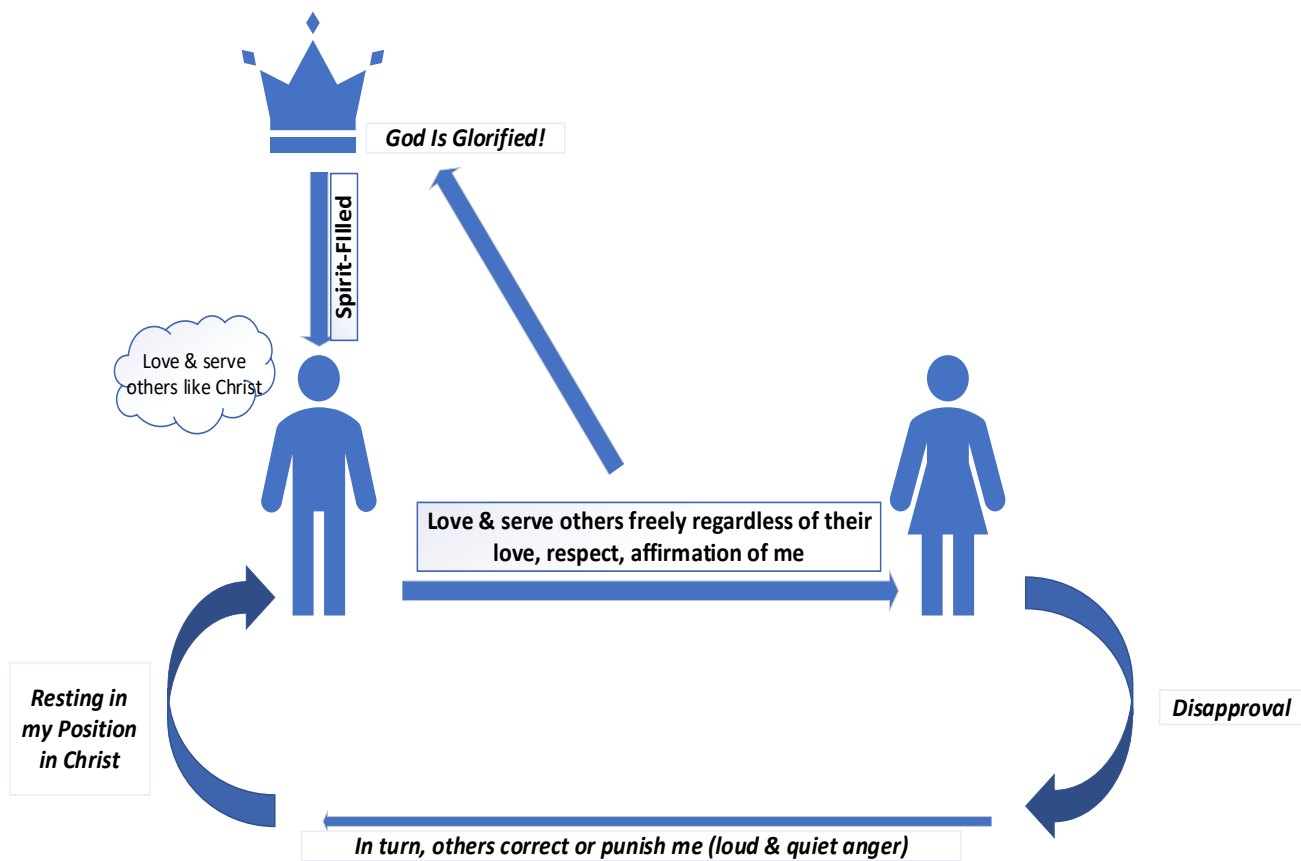 God Is Glorified!
Spirit-FIlled
Love & serve
others like Christ
Love & serve others freely regardless of their
love, respect, affirmation of me
Resting in
my Position
in Christ
Disapproval
In turn, others correct or punish me (loud & quiet anger)